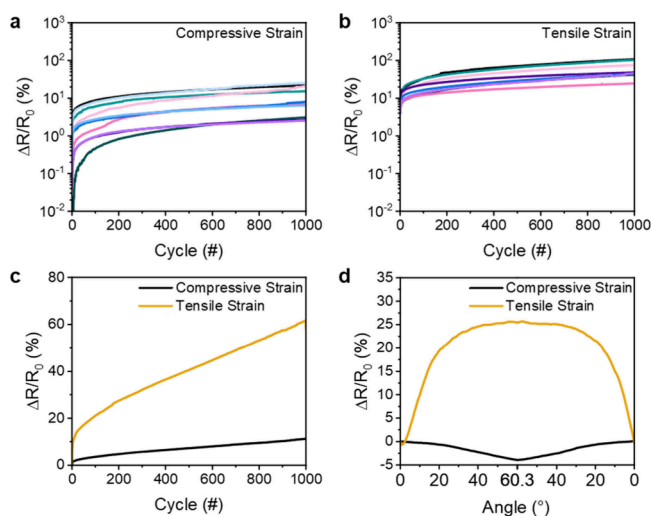 a
Compressive Strain
ΔR/R₀ (%)
10³
10²
10¹
10⁰
10⁻¹
10⁻²
0 200 400 600 800 1000
Cycle (#)
b
Tensile Strain
ΔR/R₀ (%)
10³
10²
10¹
10⁰
10⁻¹
10⁻²
0 200 400 600 800 1000
Cycle (#)
c
Compressive Strain
Tensile Strain
ΔR/R₀ (%)
80
60
40
20
0
0 200 400 600 800 1000
Cycle (#)
d
Compressive Strain
Tensile Strain
ΔR/R₀ (%)
35
30
25
20
15
10
5
0
-5
0 20 40 60.3 40 20 0
Angle (°)